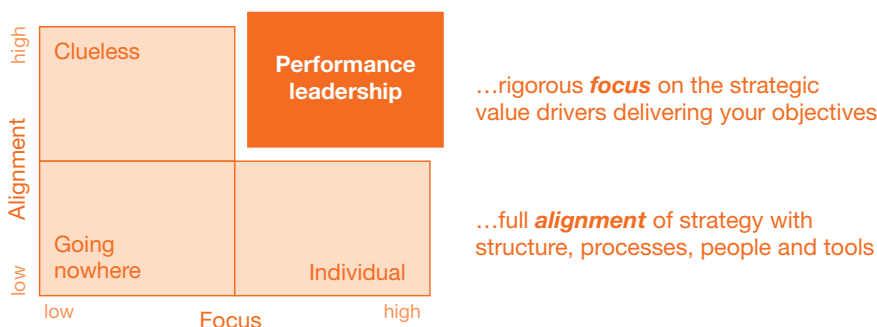 high
Alignment
low
Clueless
Performance
leadership
Going
nowhere
Individual
low
Focus
high
…rigorous focus on the strategic
value drivers delivering your objectives
…full alignment of strategy with
structure, processes, people and tools